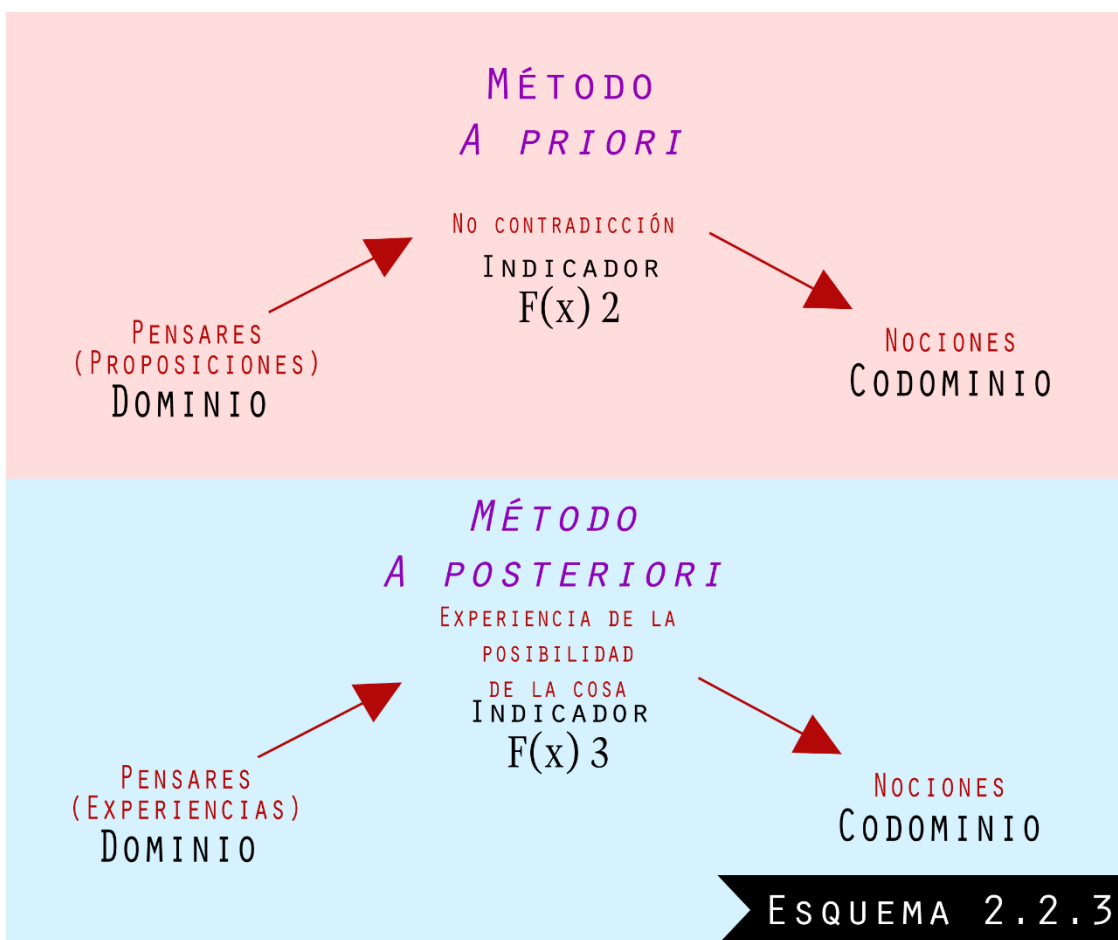 MÉTODO
A PRIORI
NO CONTRADICCIÓN
INDICADOR
F(x) 2
PENSARES
(PROPOSICIONES)
DOMINIO
NOCIONES
CODOMINIO
MÉTODO
A POSTERIORI
EXPERIENCIA DE LA
POSIBILIDAD
DE LA COSA
INDICADOR
F(x) 3
PENSARES
(EXPERIENCIAS)
DOMINIO
NOCIONES
CODOMINIO
ESQUEMA 2.2.3